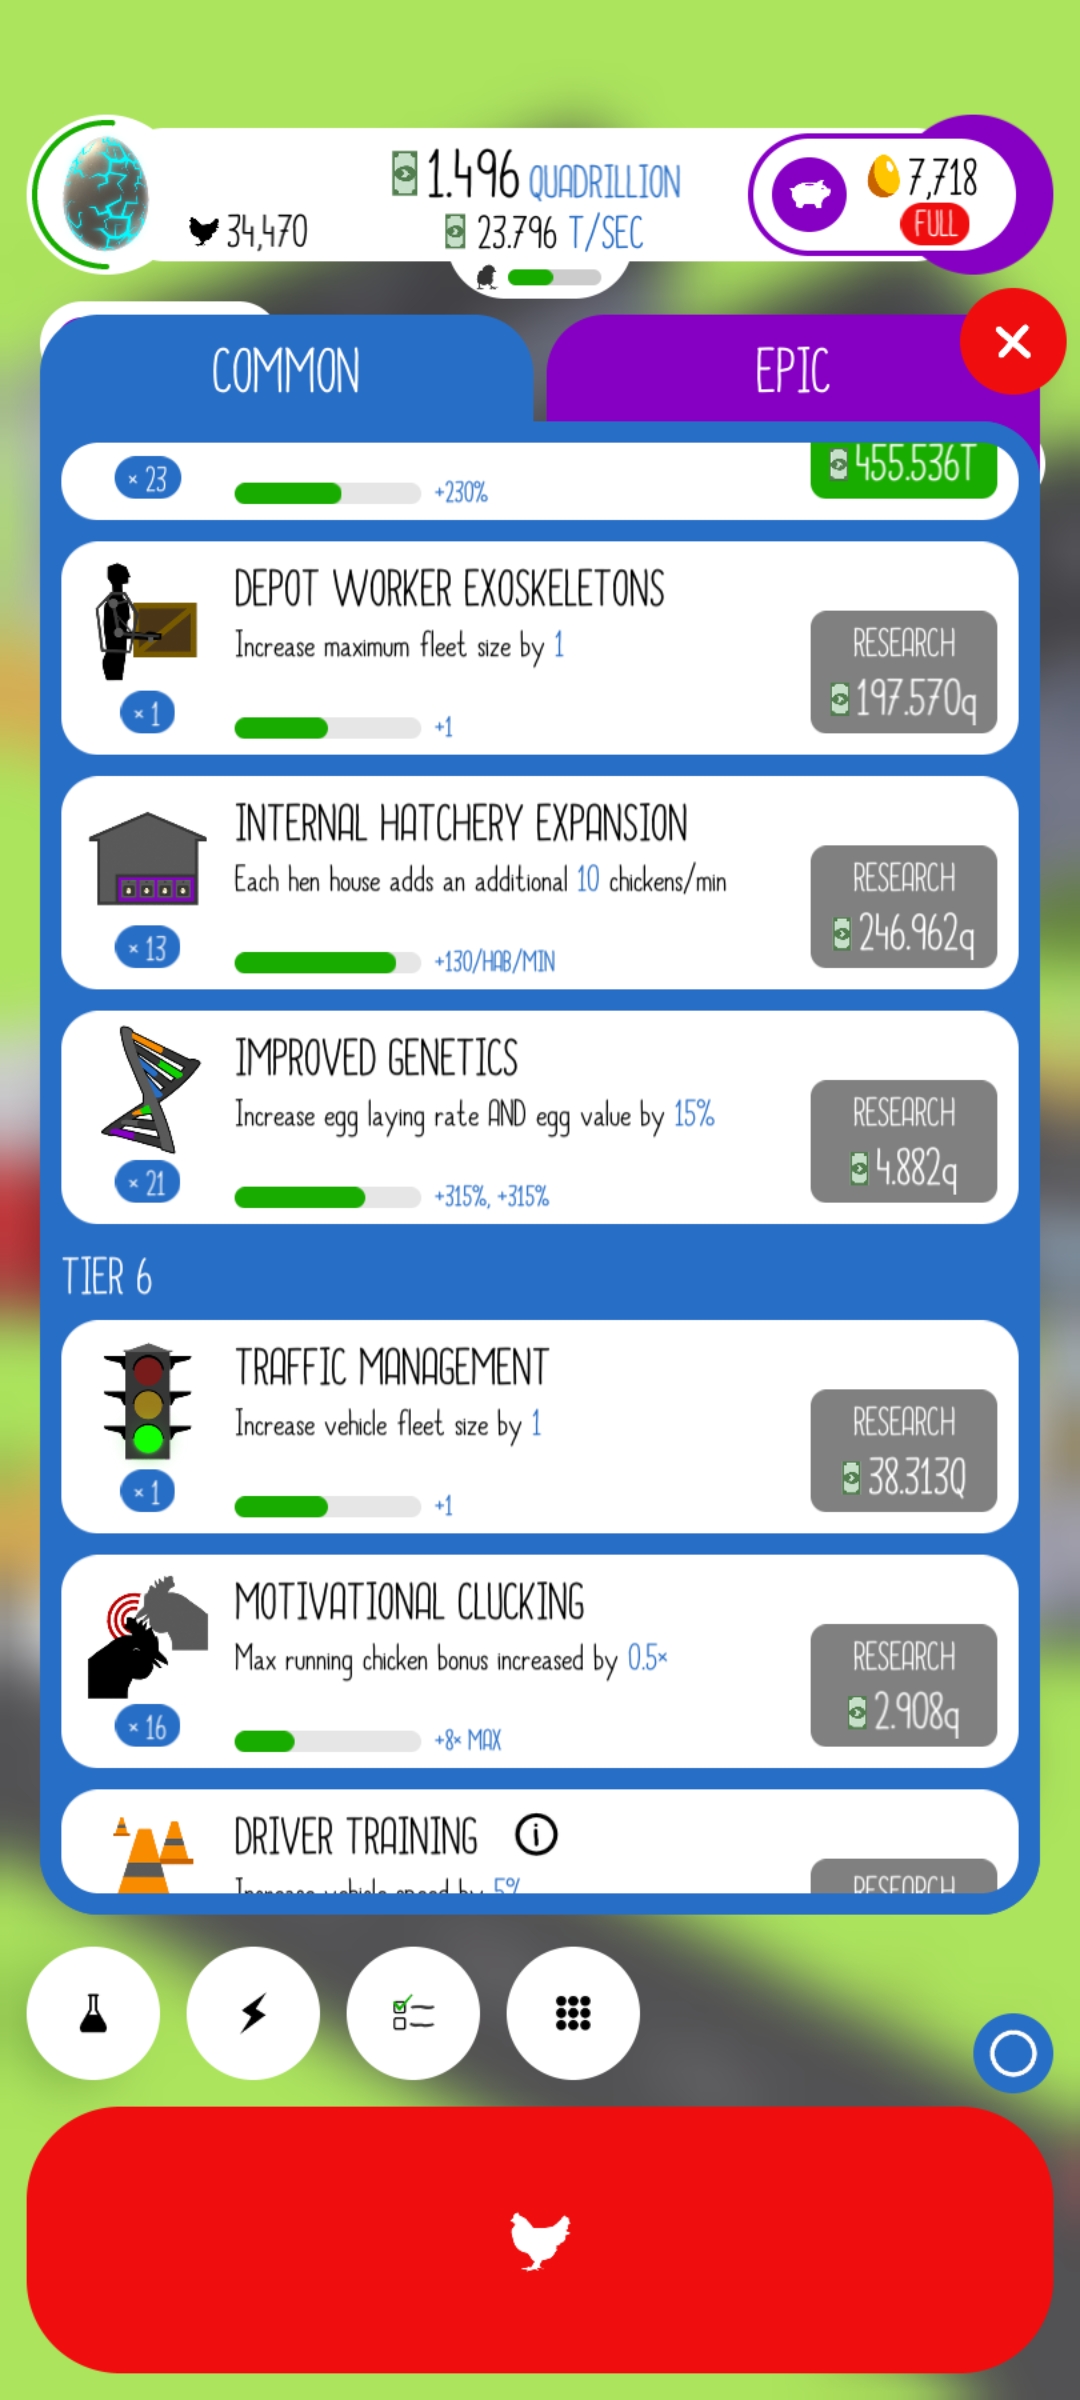 1.496 QUADRILLION
34,470
23.796 T/SEC
7,718
FULL
COMMON
EPIC
× 23
+230%
455.536T
DEPOT WORKER EXOSKELETONS
Increase maximum fleet size by 1
× 1
+1
RESEARCH
197.570q
INTERNAL HATCHERY EXPANSION
Each hen house adds an additional 10 chickens/min
× 13
+130/HAB/MIN
RESEARCH
246.962q
IMPROVED GENETICS
Increase egg laying rate AND egg value by 15%
× 21
+315%, +315%
RESEARCH
4.882q
TIER 6
TRAFFIC MANAGEMENT
Increase vehicle fleet size by 1
× 1
+1
RESEARCH
38.313Q
MOTIVATIONAL CLUCKING
Max running chicken bonus increased by 0.5×
× 16
+8× MAX
RESEARCH
2.908q
DRIVER TRAINING
Increase vehicle speed by 5%
RESEARCH